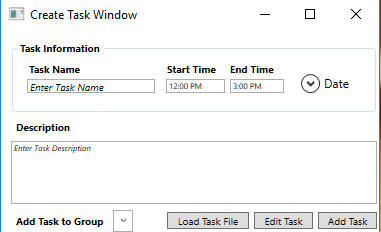 Create Task Window
Task Information
Task Name Start Time End Time
Enter Task Name 12:00 PM 3:00 PM Date
Description
Enter Task Description
Add Task to Group Load Task File Edit Task Add Task